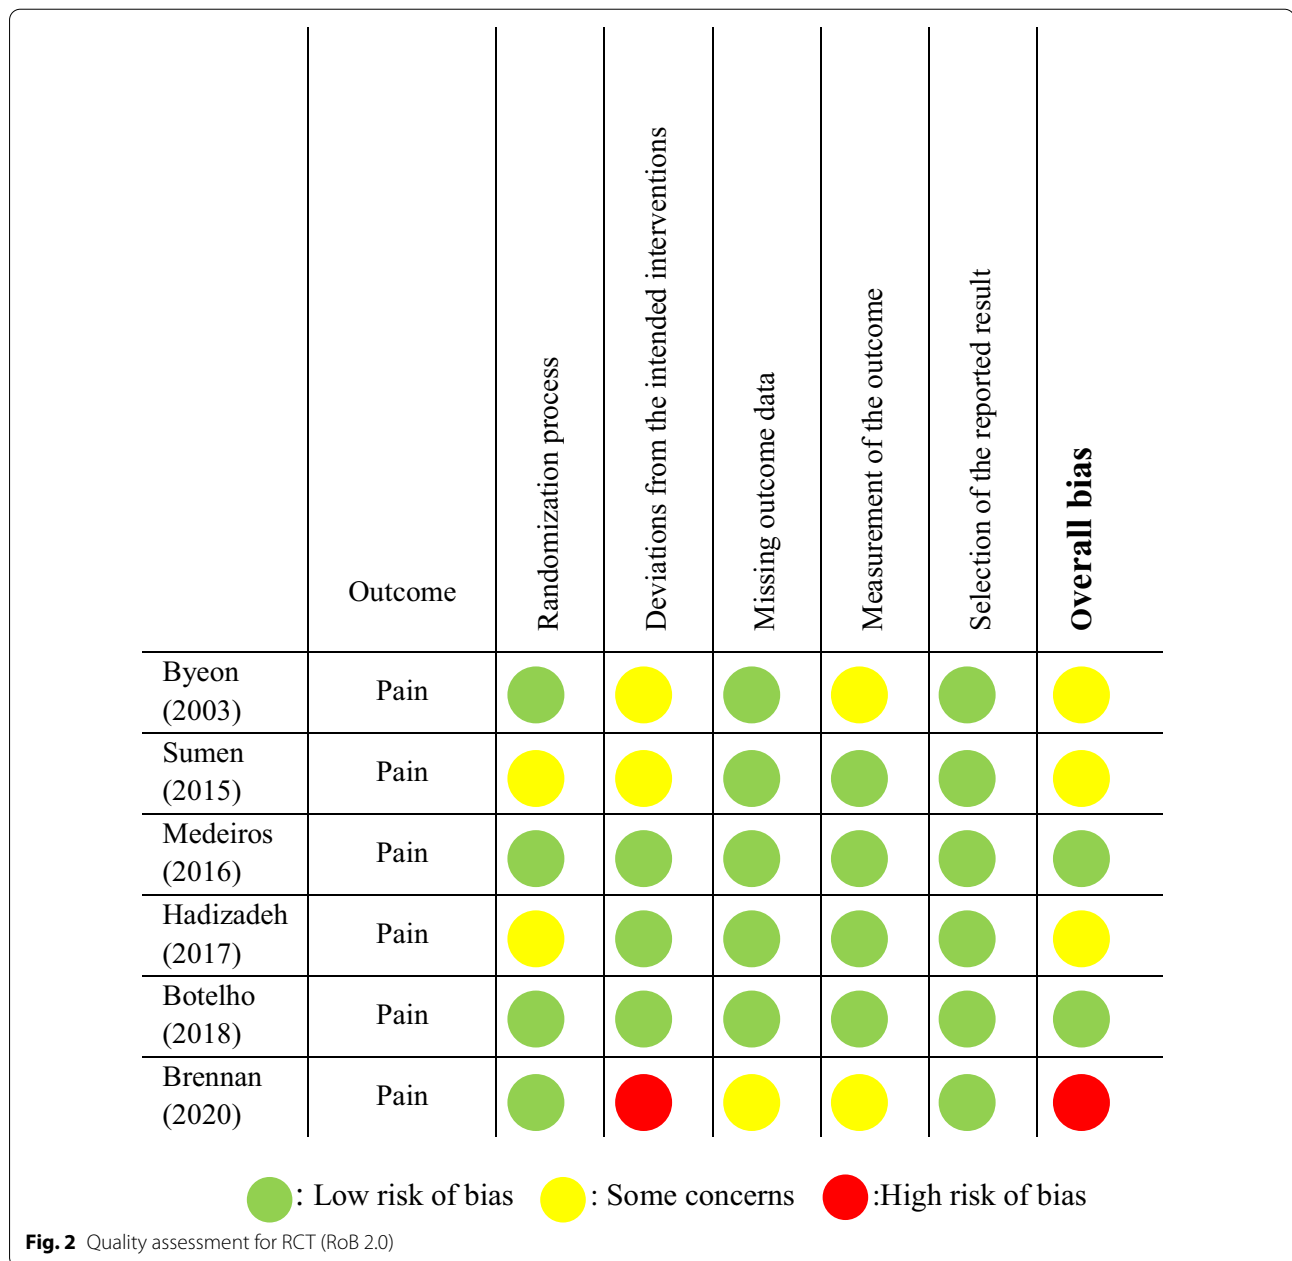 Outcome
Randomization process
Deviations from the intended interventions
Missing outcome data
Measurement of the outcome
Selection of the reported result
Overall bias
Byeon
(2003)
Pain
Sumen
(2015)
Pain
Medeiros
(2016)
Pain
Hadizadeh
(2017)
Pain
Botelho
(2018)
Pain
Brennan
(2020)
Pain
: Low risk of bias : Some concerns :High risk of bias
Fig. 2 Quality assessment for RCT (RoB 2.0)